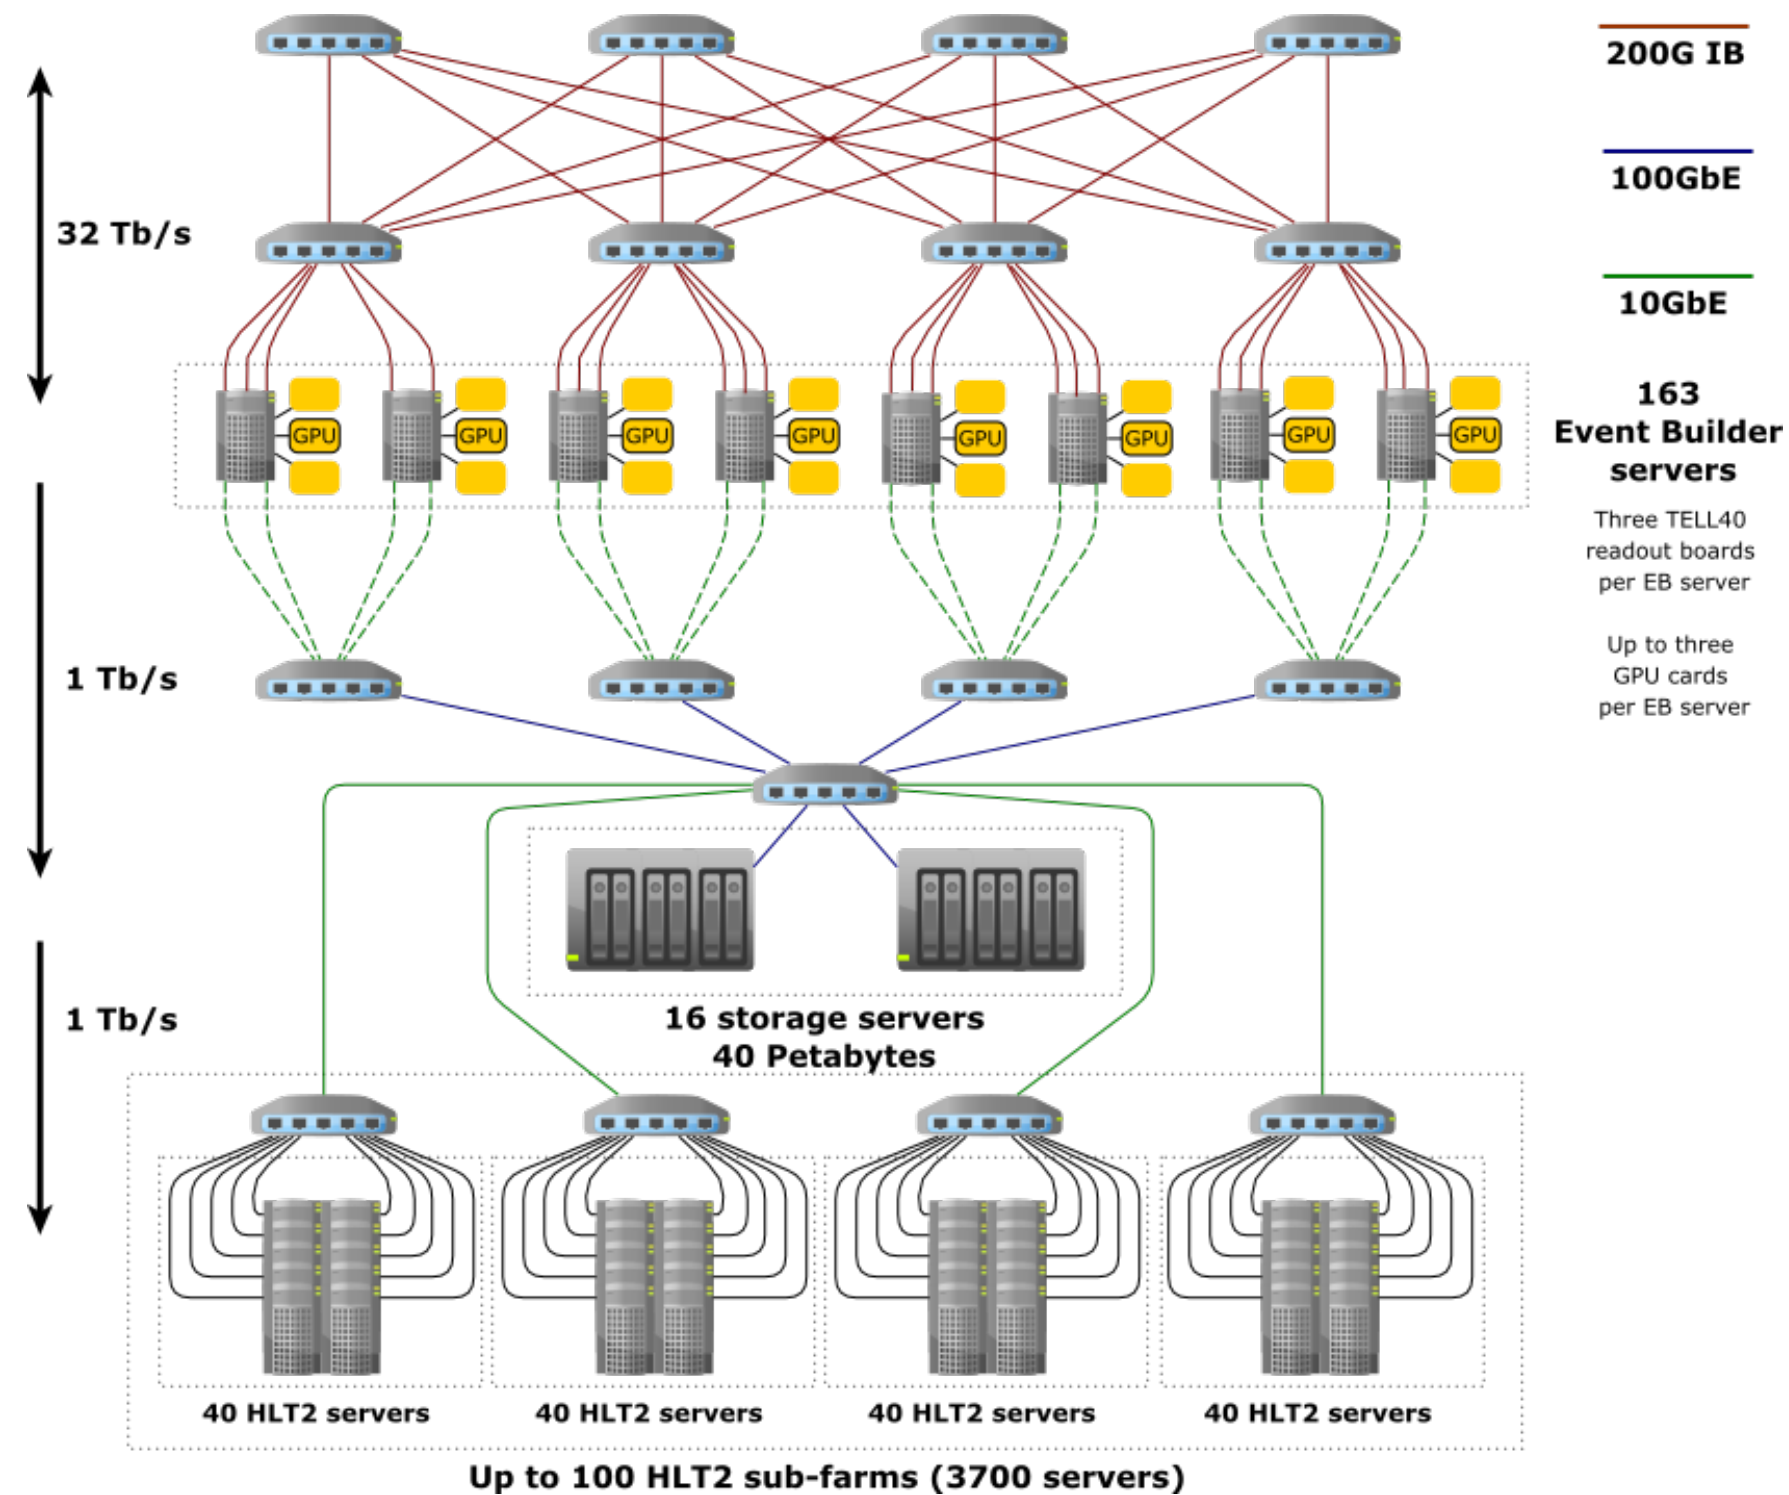 200G IB
100GbE
10GbE
32 Tb/s
163
Event Builder
servers
GPU
GPU
GPU
GPU
GPU
GPU
GPU
GPU
Three TELL40
readout boards
per EB server
Up to three
GPU cards
per EB server
1 Tb/s
1 Tb/s
16 storage servers
40 Petabytes
40 HLT2 servers
40 HLT2 servers
40 HLT2 servers
40 HLT2 servers
Up to 100 HLT2 sub-farms (3700 servers)